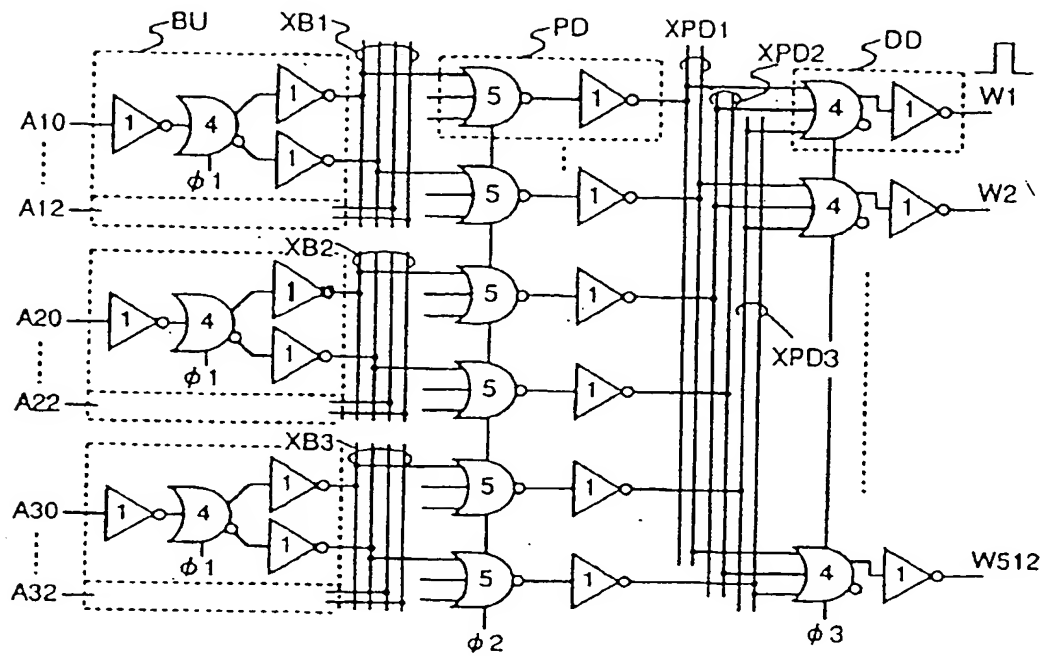 BU XB1 PD XPD1 XPD2 DD
A10 1 4 1 5 1 4 1 W1
1
φ1
A12 5 1 4 1 W2
XB2
A20 1 4 1 5 1
1 XPD3
φ1
A22 5 1
XB3
A30 1 4 1 5 1
1
φ1
A32 5 1 4 1 W512
φ2 φ3